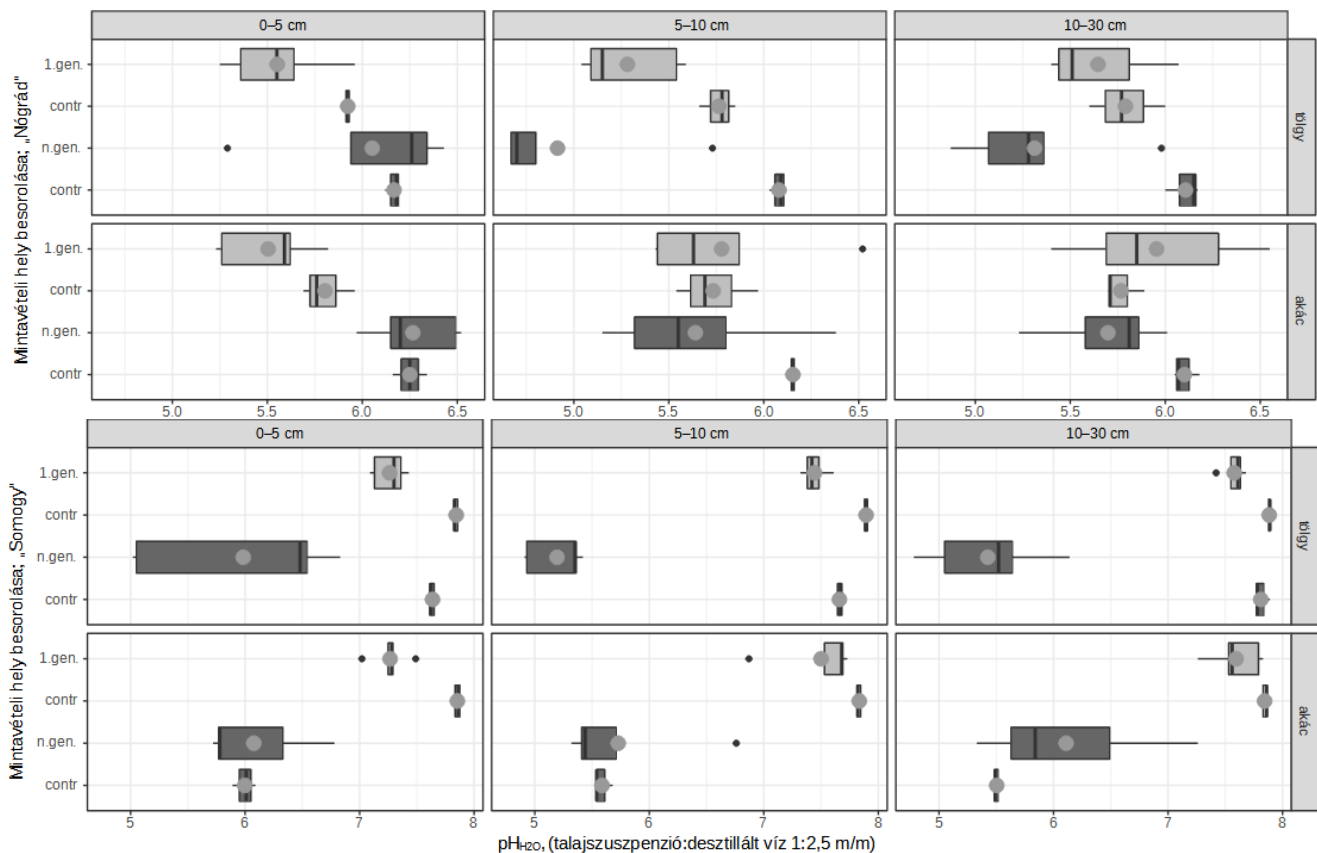 0–5 cm 5–10 cm 10–30 cm
Mintavételi hely besorolása; „Nógrád"
1.gen.
contr
n.gen.
contr
tölgy
1.gen.
contr
n.gen.
contr
akác
5.0 5.5 6.0 6.5 5.0 5.5 6.0 6.5 5.0 5.5 6.0 6.5
0–5 cm 5–10 cm 10–30 cm
Mintavételi hely besorolása; „Somogy"
1.gen.
contr
n.gen.
contr
tölgy
1.gen.
contr
n.gen.
contr
akác
5 6 7 8 5 6 7 8 5 6 7 8
pHH2O, (talajszuszpenzió:desztillált víz 1:2,5 m/m)